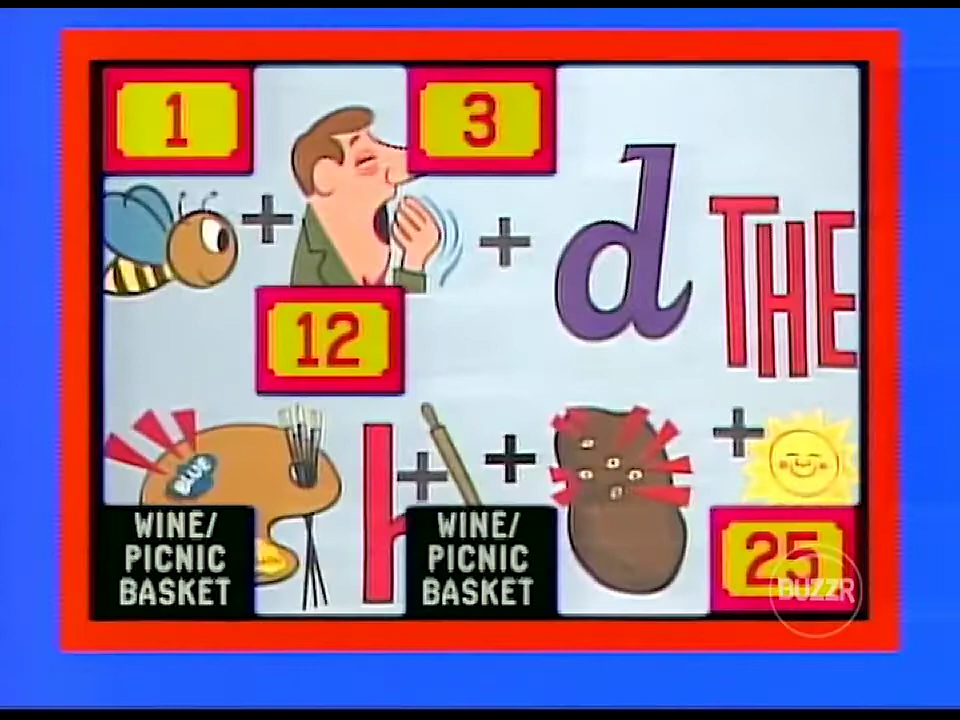 1
3
+
+
d
THE
12
BLUE
h
+
+
+
WINE/
PICNIC
BASKET
WINE/
PICNIC
BASKET
25
BUZZR